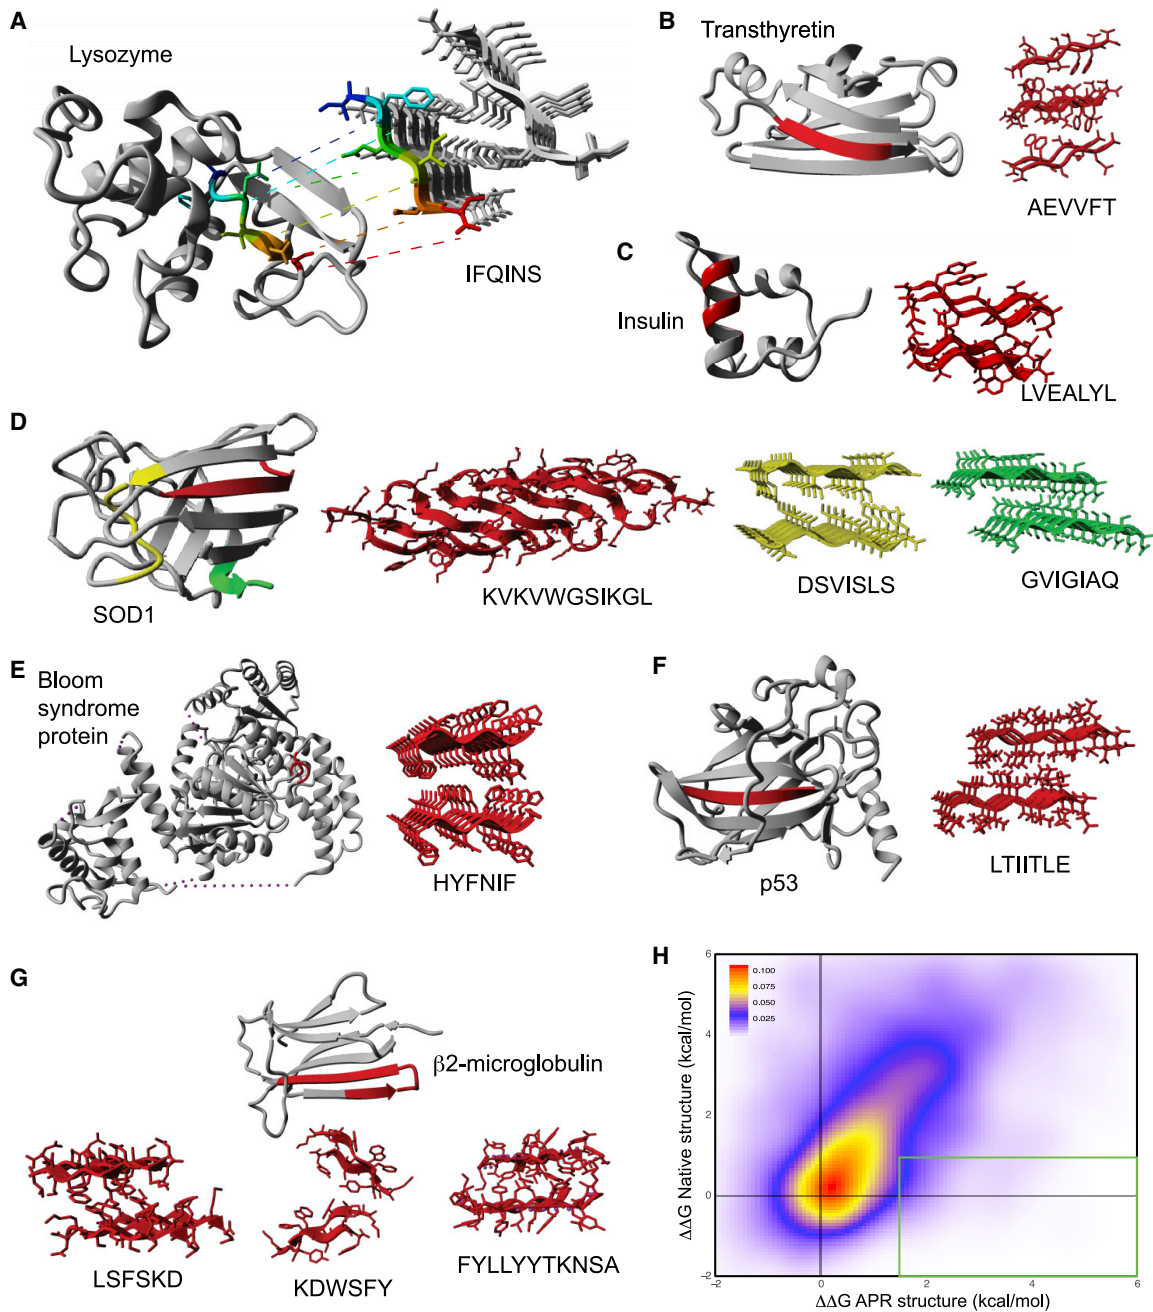 A
Lysozyme
IFQINS
B
Transthyretin
AEVVFT
C
Insulin
LVEALYL
D
SOD1
KVKVWGSIKGL
DSVISLS
GVIGIAQ
E
Bloom
syndrome
protein
HYFNIF
F
p53
LTIITLE
G
β2-microglobulin
LSFSKD
KDWSFY
FYLLYYTKNSA
H
0.100
0.075
0.050
0.025
6
4
2
0
−2
−2
0
2
4
6
ΔΔG Native structure (kcal/mol)
ΔΔG APR structure (kcal/mol)